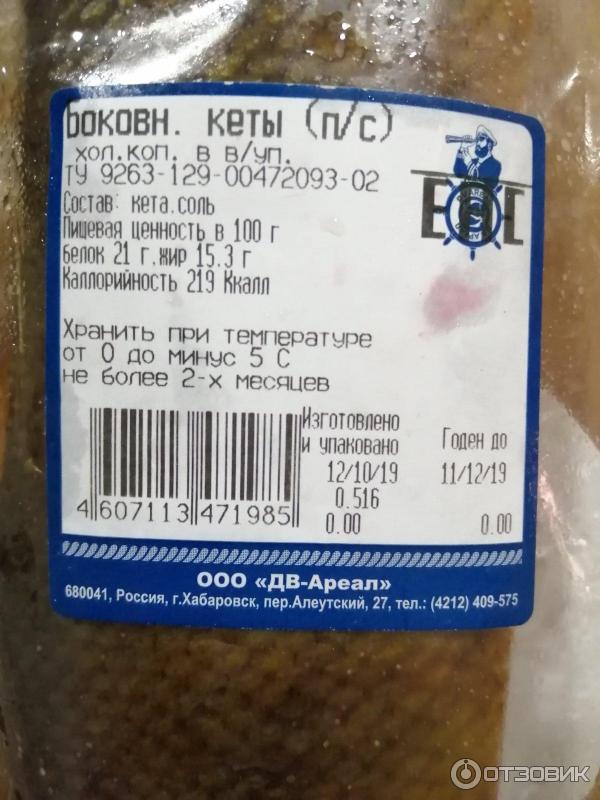 Боковн. кеты (п/с)
хол.коп. в в/уп.
ТУ 9263-129-00472093-02
Состав: кета.соль
Пищевая ценность в 100 г
белок 21 г.жир 15.3 г
Каллорийность 219 Ккалл
EAC
Хранить при температуре
от 0 до минус 5 С
не более 2-х месяцев
Изготовлено
и упаковано
Годен до
12/10/19
11/12/19
0.516
0.00
0.00
4 607113 471985
ООО «ДВ-Ареал»
680041, Россия, г.Хабаровск, пер.Алеутский, 27, тел.: (4212) 409-575
ОТЗОВИК